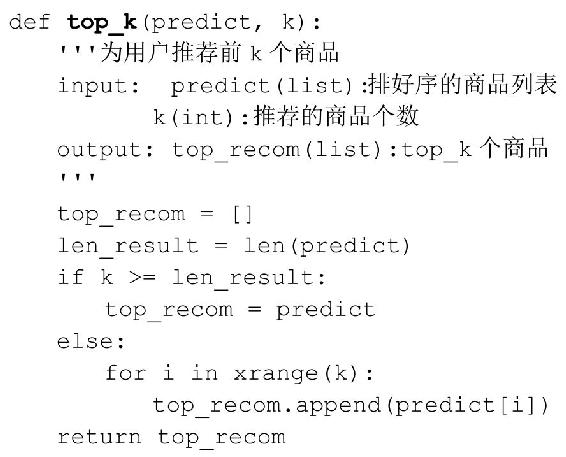 def top_k(predict, k):
    '''为用户推荐前 k 个商品
    input:  predict(list):排好序的商品列表
            k(int):推荐的商品个数
    output: top_recom(list):top_k 个商品
    '''
    top_recom = []
    len_result = len(predict)
    if k >= len_result:
        top_recom = predict
    else:
        for i in xrange(k):
            top_recom.append(predict[i])
    return top_recom